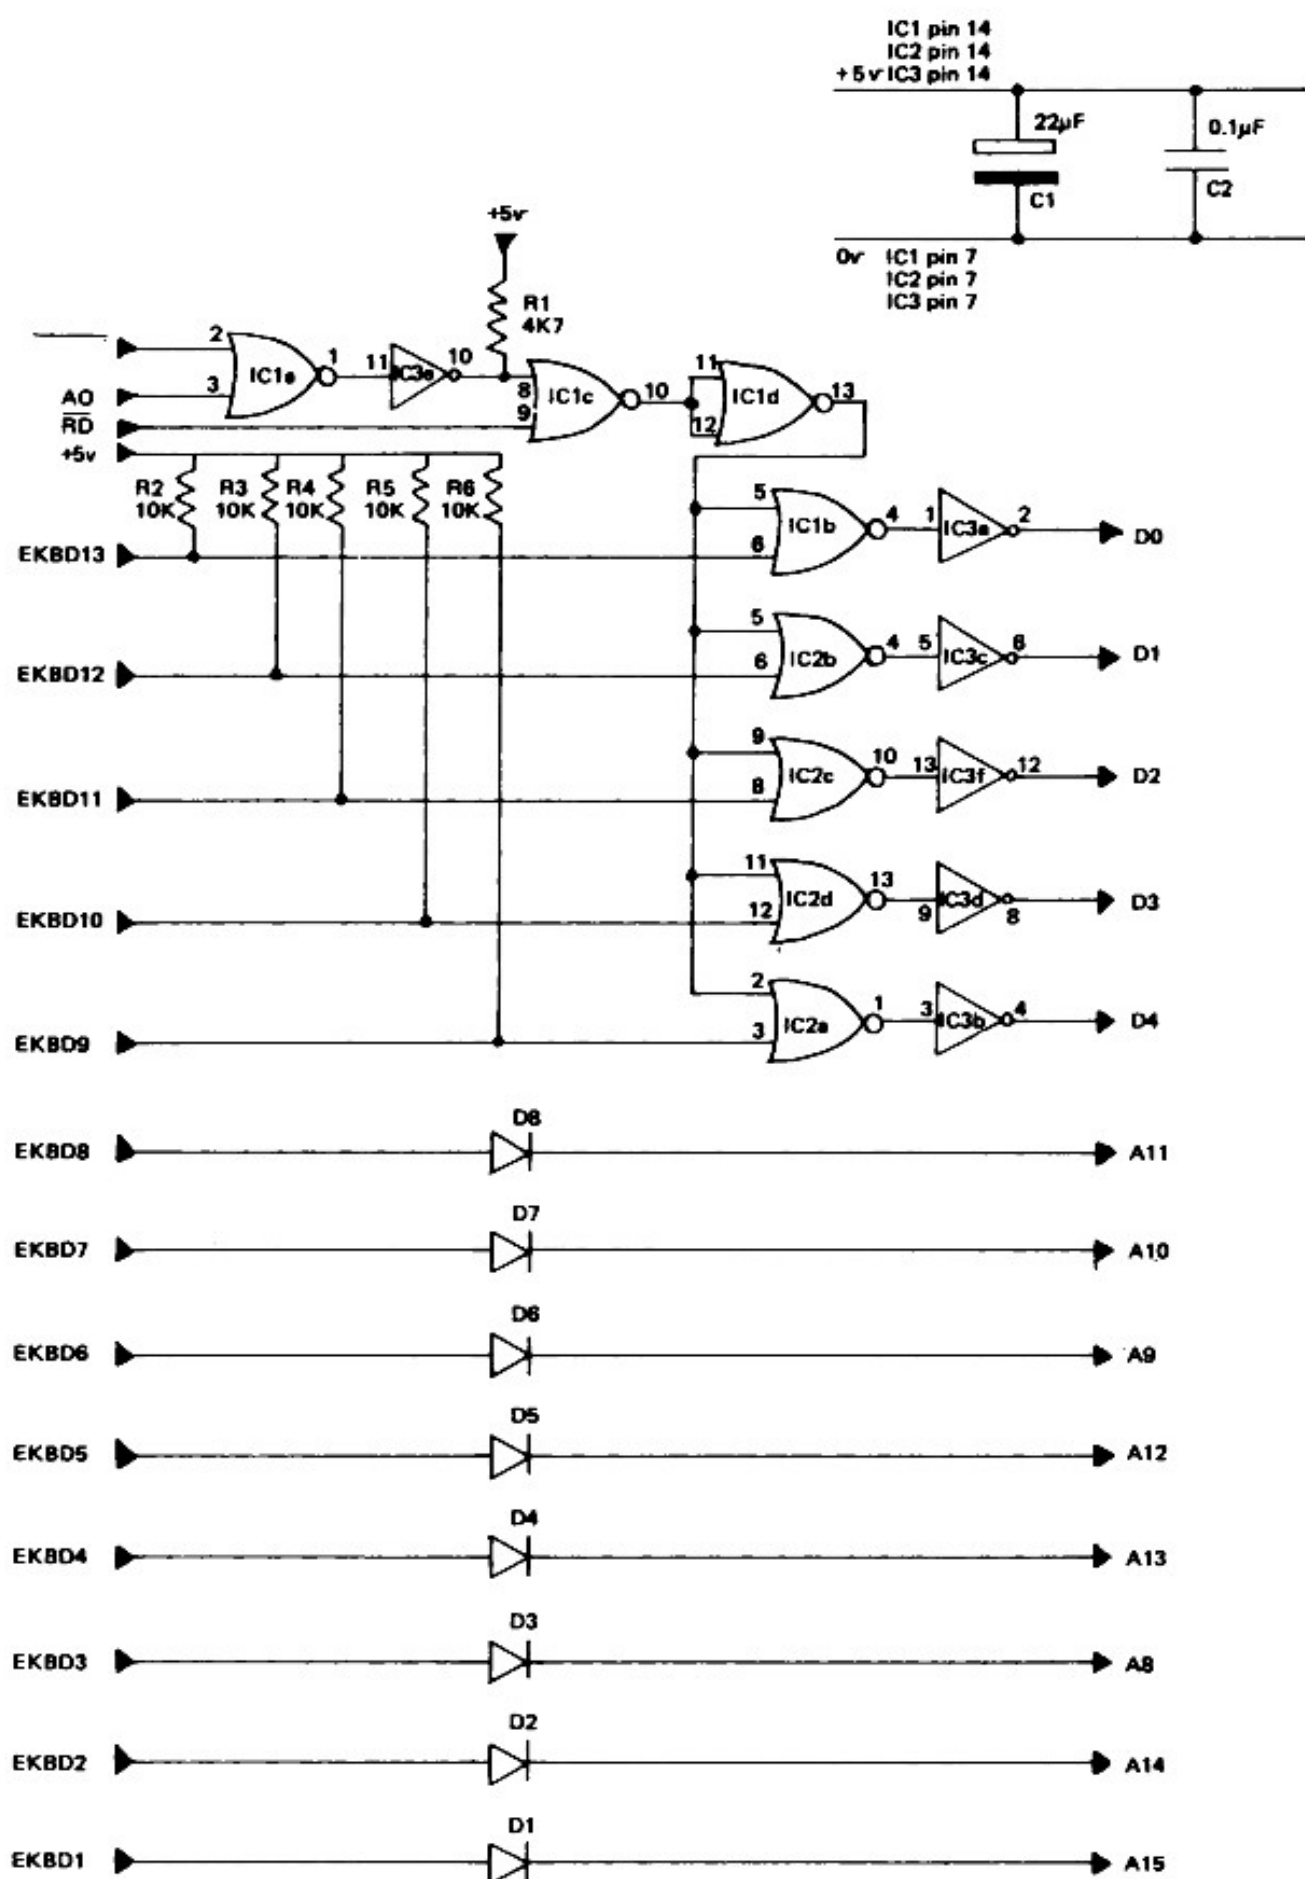 IC1 pin 14
IC2 pin 14
+5v IC3 pin 14
22µF
0.1µF
C1
C2
0v IC1 pin 7
IC2 pin 7
IC3 pin 7
+5v
R1
4K7
2
3
IC1a
1
11
IC3e
10
8
9
IC1c
10
11
12
IC1d
13
A0
RD
+5v
R2
10K
R3
10K
R4
10K
R5
10K
R6
10K
EKBD13
5
6
IC1b
4
1
IC3a
2
D0
EKBD12
5
6
IC2b
4
5
IC3c
6
D1
EKBD11
9
8
IC2c
10
13
IC3f
12
D2
EKBD10
11
12
IC2d
13
9
IC3d
8
D3
EKBD9
2
3
IC2a
1
3
IC3b
4
D4
EKBD8
D8
A11
EKBD7
D7
A10
EKBD6
D6
A9
EKBD5
D5
A12
EKBD4
D4
A13
EKBD3
D3
A8
EKBD2
D2
A14
EKBD1
D1
A15